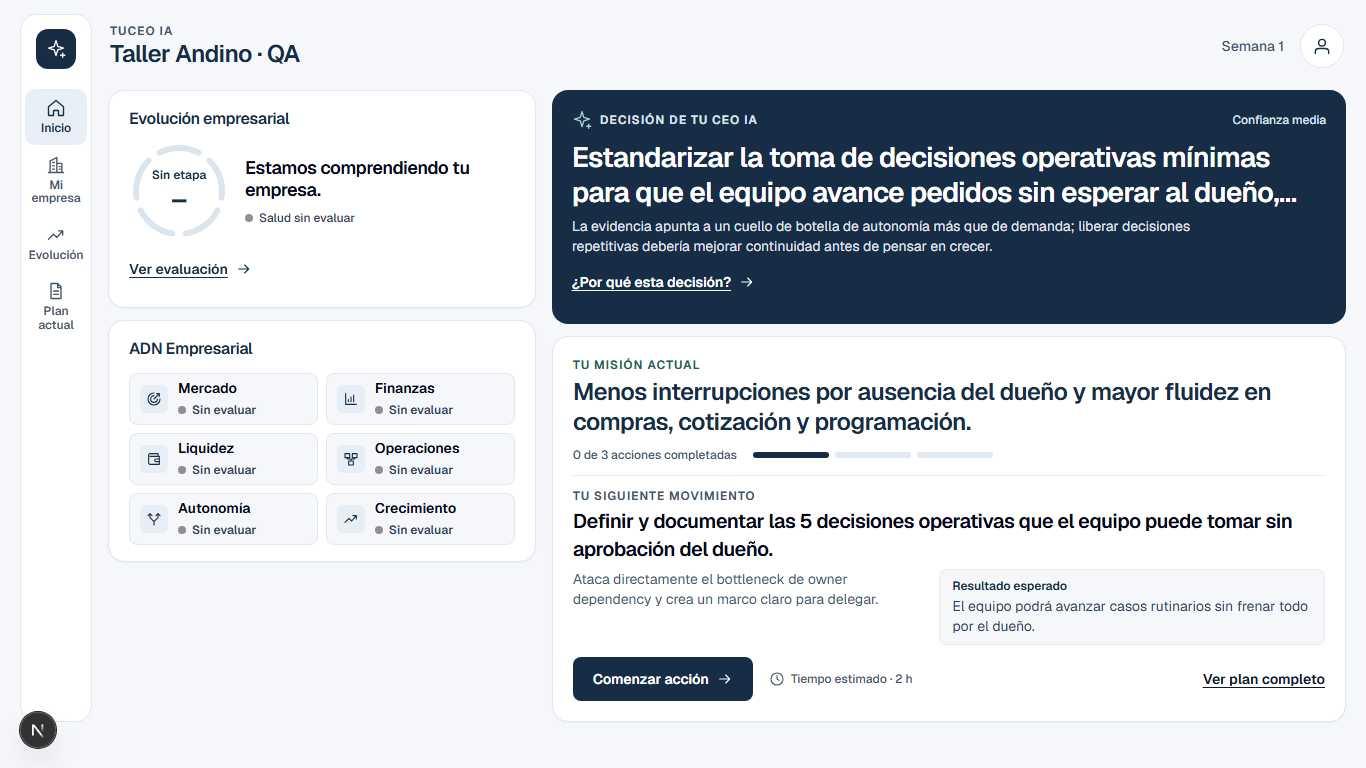 TUCEO IA
Taller Andino · QA
Semana 1
Inicio
Mi
empresa
Evolución
Plan
actual
Evolución empresarial
Sin etapa
–
Estamos comprendiendo tu
empresa.
Salud sin evaluar
Ver evaluación →
ADN Empresarial
Mercado
Sin evaluar
Finanzas
Sin evaluar
Liquidez
Sin evaluar
Operaciones
Sin evaluar
Autonomía
Sin evaluar
Crecimiento
Sin evaluar
DECISIÓN DE TU CEO IA
Confianza media
Estandarizar la toma de decisiones operativas mínimas
para que el equipo avance pedidos sin esperar al dueño,...
La evidencia apunta a un cuello de botella de autonomía más que de demanda; liberar decisiones
repetitivas debería mejorar continuidad antes de pensar en crecer.
¿Por qué esta decisión? →
TU MISIÓN ACTUAL
Menos interrupciones por ausencia del dueño y mayor fluidez en
compras, cotización y programación.
0 de 3 acciones completadas
TU SIGUIENTE MOVIMIENTO
Definir y documentar las 5 decisiones operativas que el equipo puede tomar sin
aprobación del dueño.
Ataca directamente el bottleneck de owner
dependency y crea un marco claro para delegar.
Resultado esperado
El equipo podrá avanzar casos rutinarios sin frenar todo
por el dueño.
Comenzar acción →
Tiempo estimado · 2 h
Ver plan completo
N